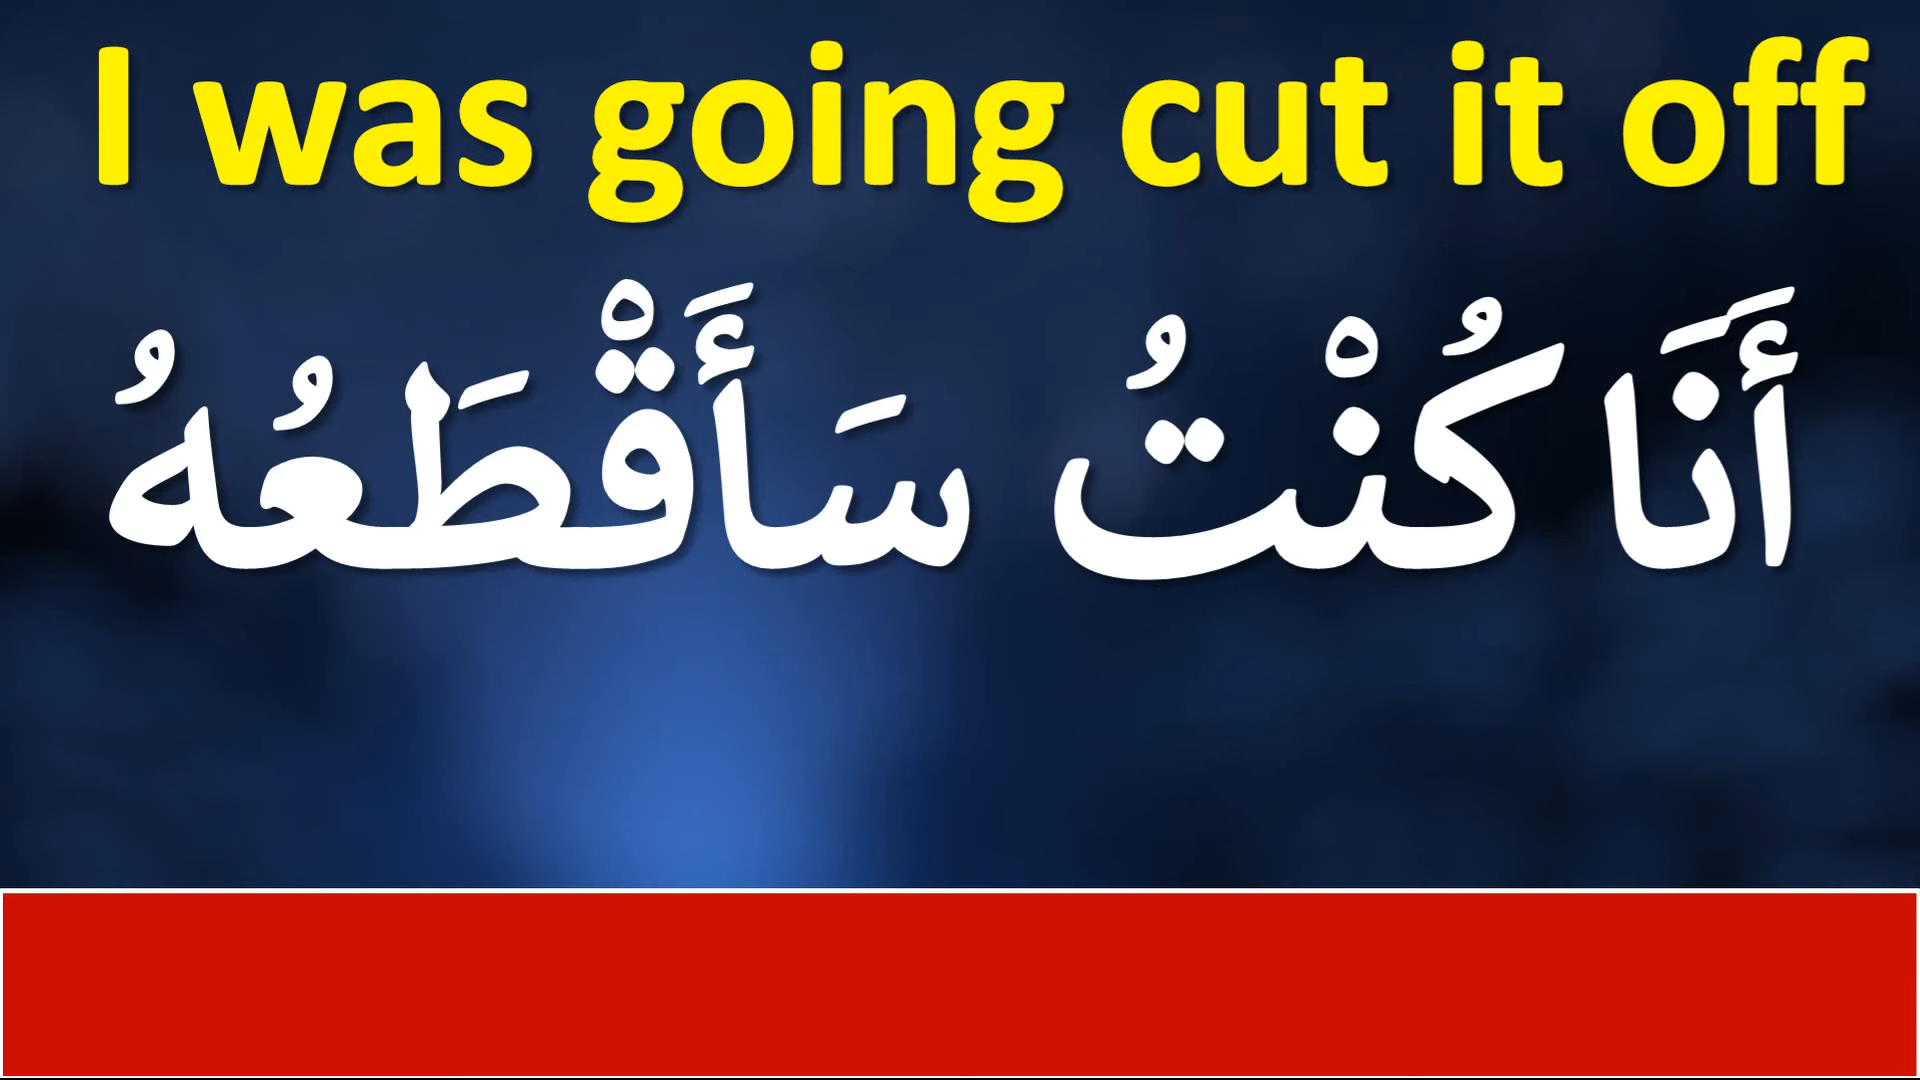 I was going cut it off
أَنَا كُنْتُ سَأَقْطَعُهُ